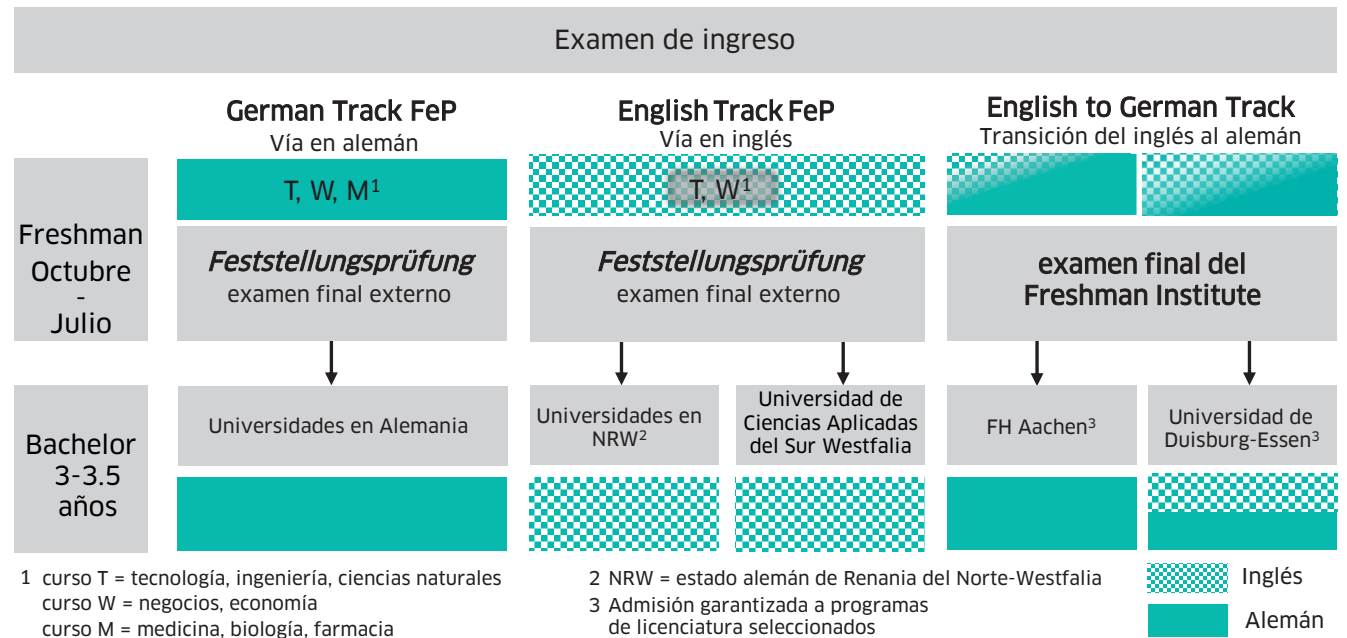 Examen de ingreso
German Track FeP
Vía en alemán
English Track FeP
Vía en inglés
English to German Track
Transición del inglés al alemán
Freshman
Octubre
-
Julio
T, W, M¹
T, W¹
Feststellungsprüfung
examen final externo
Feststellungsprüfung
examen final externo
examen final del
Freshman Institute
Bachelor
3-3.5
años
Universidades en Alemania
Universidades en
NRW²
Universidad de
Ciencias Aplicadas
del Sur Westfalia
FH Aachen³
Universidad de
Duisburg-Essen³
1 curso T = tecnología, ingeniería, ciencias naturales
curso W = negocios, economía
curso M = medicina, biología, farmacia
2 NRW = estado alemán de Renania del Norte-Westfalia
3 Admisión garantizada a programas
de licenciatura seleccionados
Inglés
Alemán